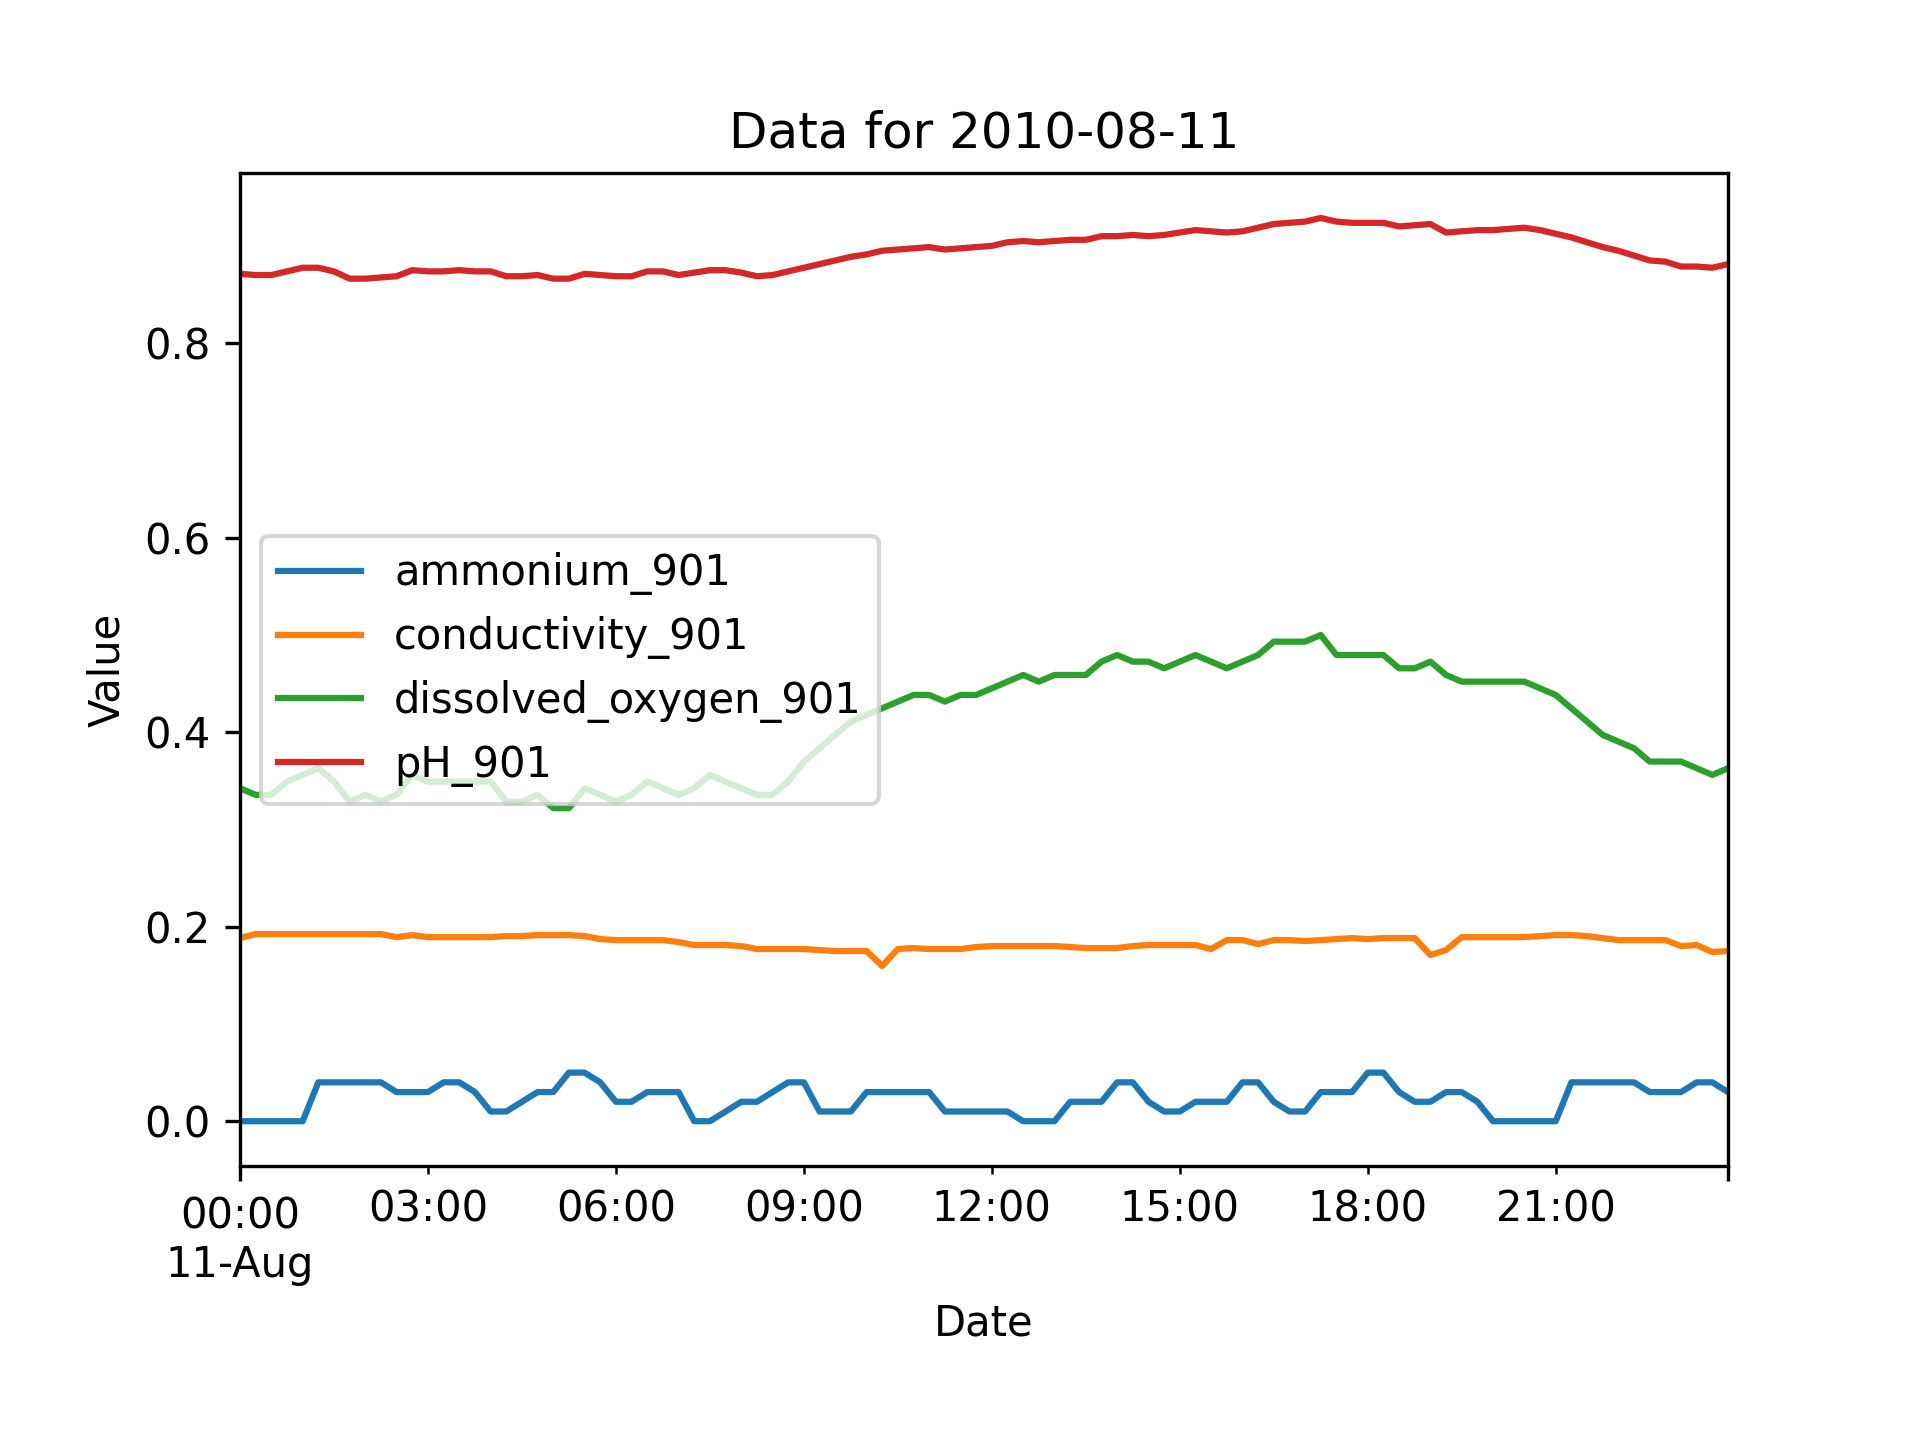 Data for 2010-08-11
Value
0.8
0.6
0.4
0.2
0.0
ammonium_901
conductivity_901
dissolved_oxygen_901
pH_901
00:00 03:00 06:00 09:00 12:00 15:00 18:00 21:00
11-Aug
Date